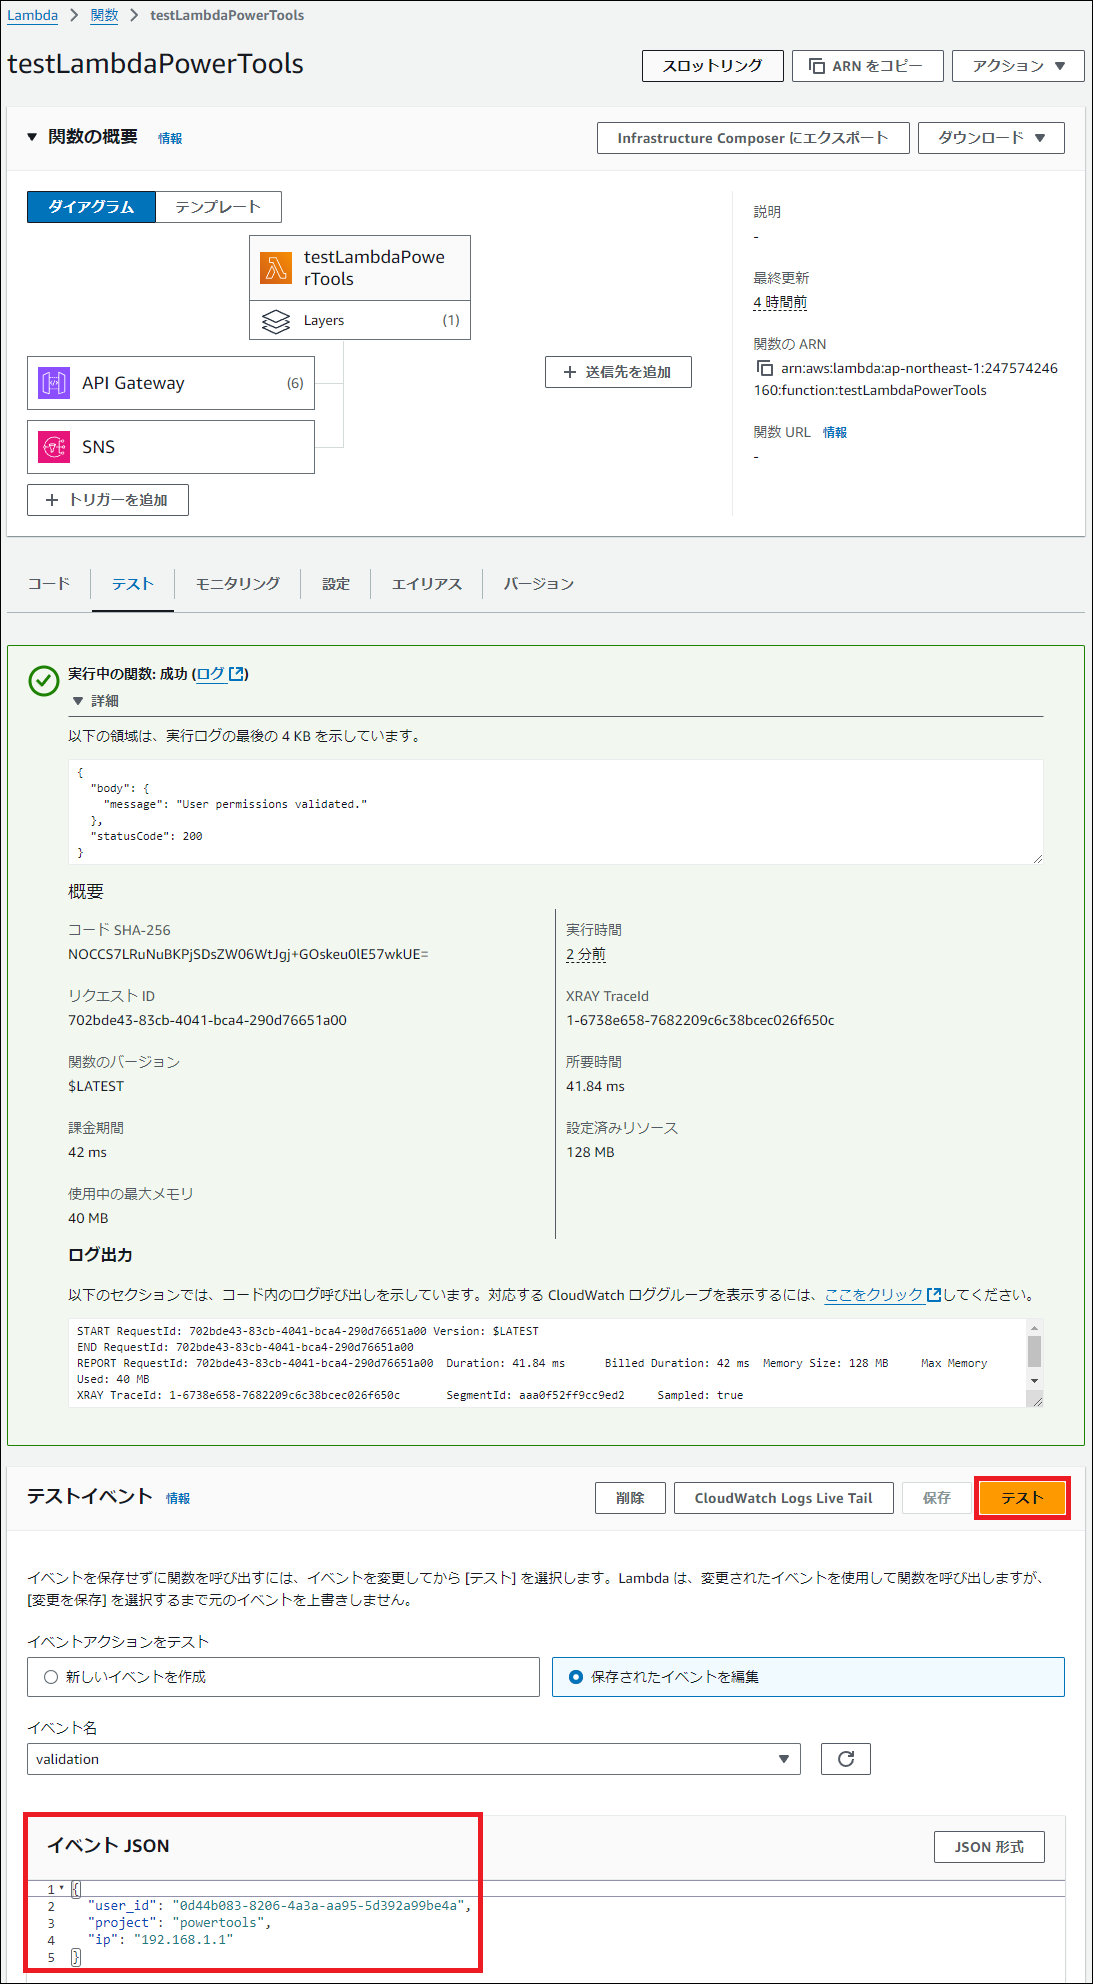 Lambda > 関数 > testLambdaPowerTools
testLambdaPowerTools
スロットリング
ARN をコピー
アクション
関数の概要 情報
Infrastructure Composer にエクスポート
ダウンロード
ダイアグラム
テンプレート
testLambdaPowe
rTools
Layers (1)
API Gateway (6)
SNS
+ トリガーを追加
+ 送信先を追加
説明
-
最終更新
4 時間前
関数の ARN
arn:aws:lambda:ap-northeast-1:247574246
160:function:testLambdaPowerTools
関数 URL 情報
-
コード
テスト
モニタリング
設定
エイリアス
バージョン
実行中の関数: 成功 (ログ)
詳細
以下の領域は、実行ログの最後の 4 KB を示しています。
{
"body": {
"message": "User permissions validated."
},
"statusCode": 200
}
概要
コード SHA-256
NOCCS7LRuNuBKPjSDsZW06WtJgj+GOskeu0lE57wkUE=
実行時間
2 分前
リクエスト ID
702bde43-83cb-4041-bca4-290d76651a00
XRAY TraceId
1-6738e658-7682209c6c38bcec026f650c
関数のバージョン
$LATEST
所要時間
41.84 ms
課金期間
42 ms
設定済みリソース
128 MB
使用中の最大メモリ
40 MB
ログ出力
以下のセクションでは、コード内のログ呼び出しを示しています。対応する CloudWatch ロググループを表示するには、ここをクリックしてください。
START RequestId: 702bde43-83cb-4041-bca4-290d76651a00 Version: $LATEST
END RequestId: 702bde43-83cb-4041-bca4-290d76651a00
REPORT RequestId: 702bde43-83cb-4041-bca4-290d76651a00 Duration: 41.84 ms Billed Duration: 42 ms Memory Size: 128 MB Max Memory
Used: 40 MB
XRAY TraceId: 1-6738e658-7682209c6c38bcec026f650c SegmentId: aaa0f52ff9cc9ed2 Sampled: true
テストイベント 情報
削除
CloudWatch Logs Live Tail
保存
テスト
イベントを保存せずに関数を呼び出すには、イベントを変更してから [テスト] を選択します。Lambda は、変更されたイベントを使用して関数を呼び出しますが、
[変更を保存] を選択するまで元のイベントを上書きしません。
イベントアクションをテスト
新しいイベントを作成
保存されたイベントを編集
イベント名
validation
イベント JSON
JSON 形式
1 {
2 "user_id": "0d44b083-8206-4a3a-aa95-5d392a99be4a",
3 "project": "powertools",
4 "ip": "192.168.1.1"
5 }